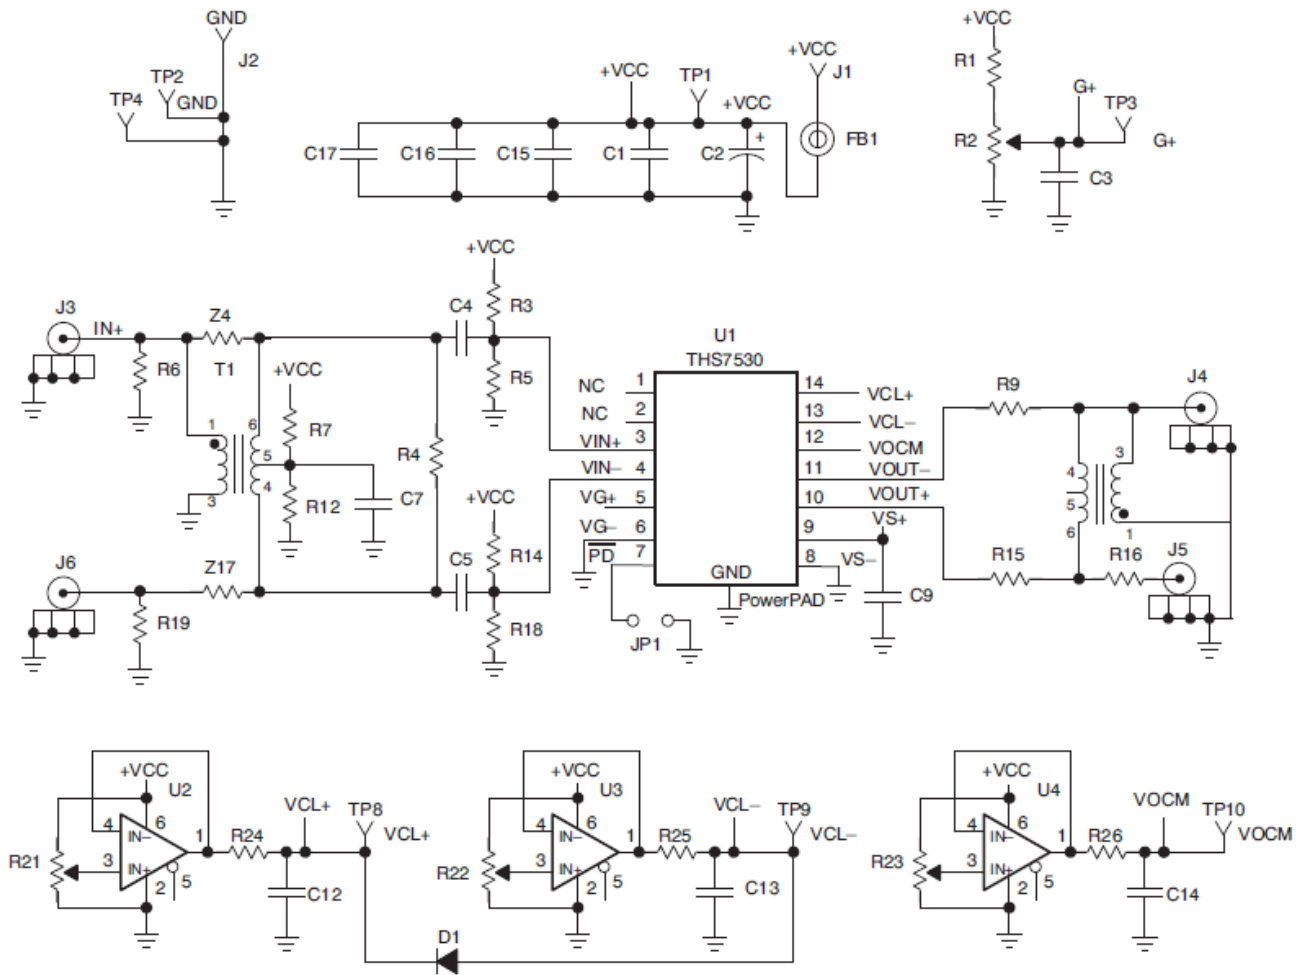 GND
J2
TP2
TP4
GND
+VCC
TP1
+VCC
+VCC
J1
FB1
C17
C16
C15
C1
C2
+
+VCC
R1
R2
G+
TP3
G+
C3
J3
IN+
Z4
R6
T1
+VCC
R7
1
6
5
4
3
R12
C7
R4
J6
Z17
R19
C4
+VCC
R3
R5
+VCC
C5
R14
R18
U1
THS7530
NC
1
NC
2
VIN+
3
VIN−
4
VG+
5
VG−
6
PD
7
14
VCL+
13
VCL−
12
VOCM
11
VOUT−
10
VOUT+
9
VS+
8
VS−
GND
PowerPAD
JP1
C9
R9
J4
4
5
6
3
1
R15
R16
J5
+VCC
U2
4
IN−
6
1
R21
3
IN+
2
5
R24
VCL+
TP8
VCL+
C12
D1
+VCC
U3
4
IN−
6
1
R22
3
IN+
2
5
R25
VCL−
TP9
VCL−
C13
+VCC
U4
4
IN−
6
1
R23
3
IN+
2
5
R26
VOCM
TP10
VOCM
C14